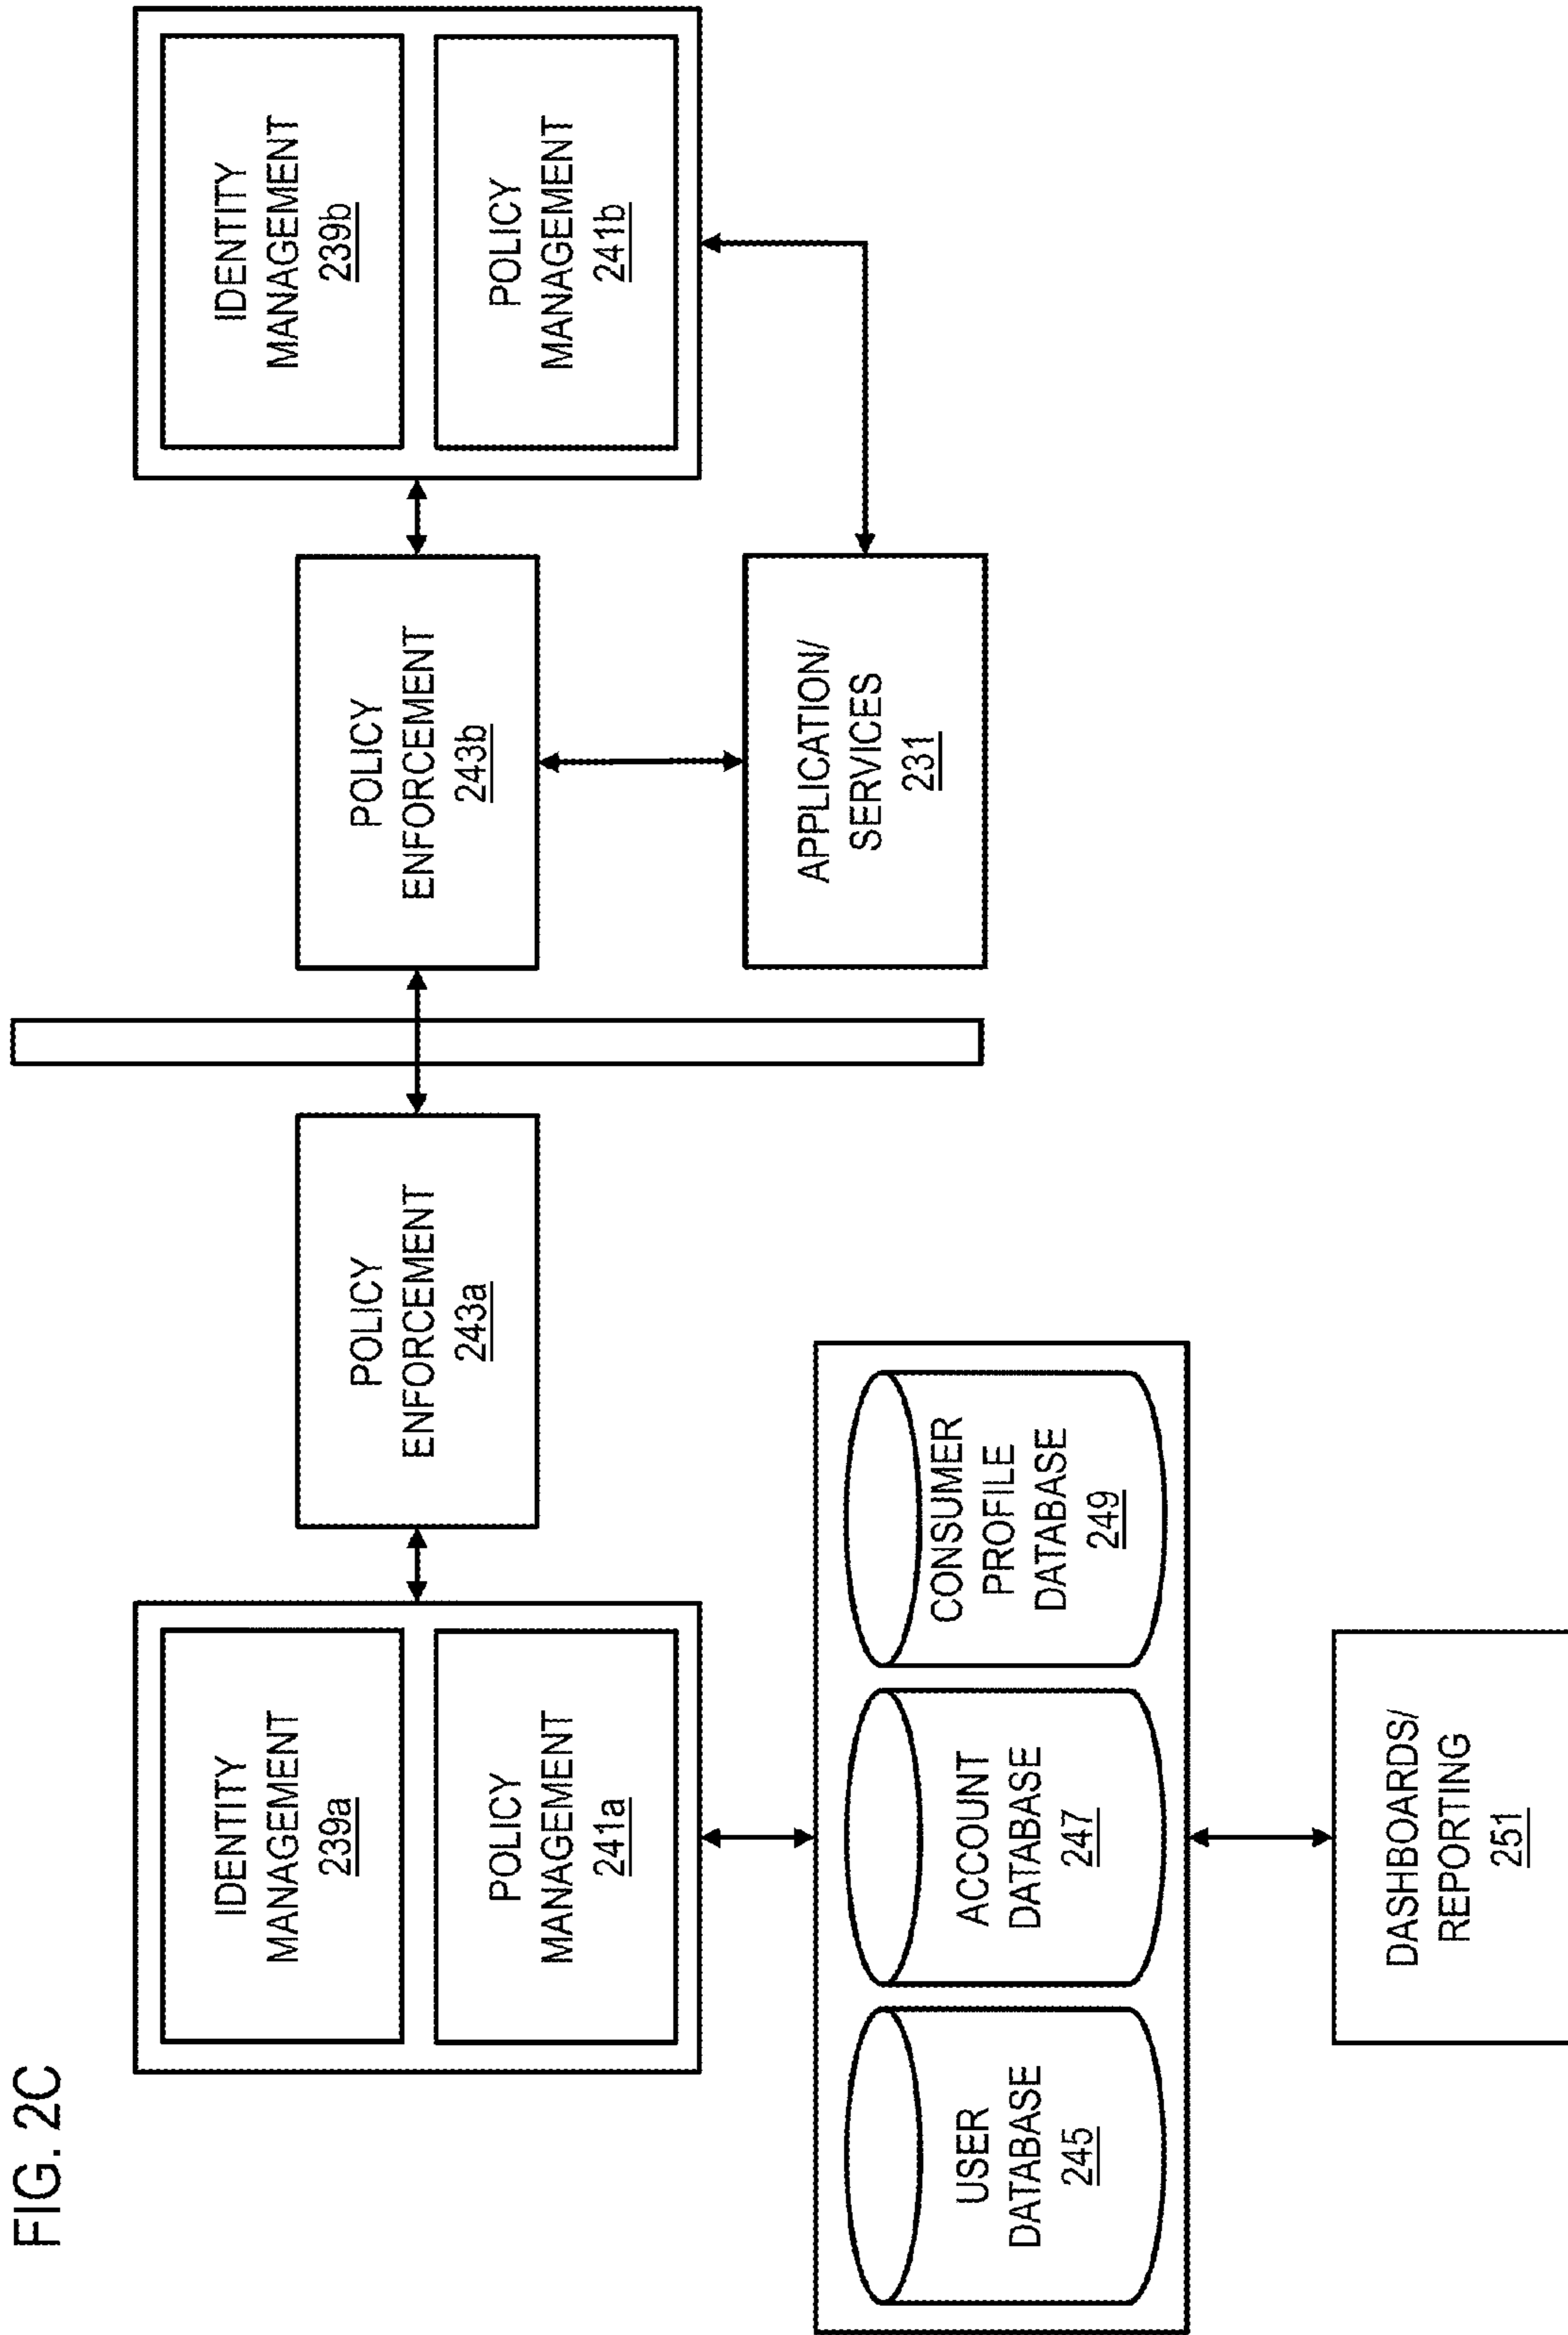 FIG. 2C
IDENTITY
MANAGEMENT
239a
POLICY
MANAGEMENT
241a
POLICY
ENFORCEMENT
243a
POLICY
ENFORCEMENT
243b
IDENTITY
MANAGEMENT
239b
POLICY
MANAGEMENT
241b
USER
DATABASE
245
ACCOUNT
DATABASE
247
CONSUMER
PROFILE
DATABASE
249
APPLICATION/
SERVICES
231
DASHBOARDS/
REPORTING
251